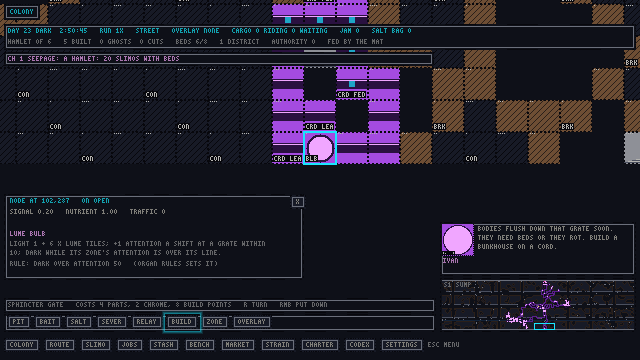 COLONY
DAY 23 DARK 2:50:45 RUN 1X STREET OVERLAY NONE CARGO 0 RIDING 0 WAITING JAM 0 SALT BAG 0
HAMLET OF 6 5 BUILT 0 GHOSTS 0 CUTS BEDS 6/8 1 DISTRICT AUTHORITY 0 FED BY THE MAT
CH 1 SEEPAGE: A HAMLET: 20 SLIMOS WITH BEDS
BRK
CON
CRD FED
CON
CRD LEA
BRK
BRK
CON
CON
CRD LEA
BLB
CON
NODE AT 102,237 ON OPEN
X
SIGNAL 0.20 NUTRIENT 1.00 TRAFFIC 0
LUME BULB
LIGHT 1 + 6 X LUME TILES; +1 ATTENTION A SHIFT AT A GRATE WITHIN
10; DARK WHILE ITS ZONE'S ATTENTION IS OVER ITS LINE.
RULE: DARK OVER ATTENTION 50 (ORGAN RULES SETS IT)
BODIES FLUSH DOWN THAT GRATE SOON.
THEY NEED BEDS OR THEY ROT. BUILD A
BUNKHOUSE ON A CORD.
IVAN
S1 SUMP
SPHINCTER GATE COSTS 4 PARTS, 2 CHROME, 8 BUILD POINTS R TURN RMB PUT DOWN
PIT
BAIT
SALT
SEVER
RELAY
BUILD
ZONE
OVERLAY
COLONY
ROUTE
SLIMO
JOBS
STASH
BENCH
MARKET
STRAIN
CHARTER
CODEX
SETTINGS
ESC MENU